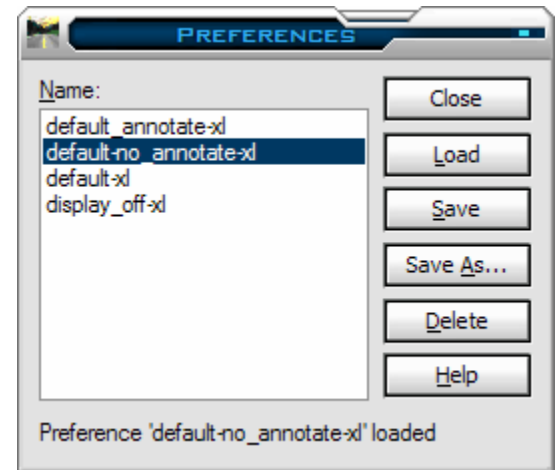 PREFERENCES
Name:
default_annotate-xl
default-no_annotate-xl
default-xl
display_off-xl
Close
Load
Save
Save As...
Delete
Help
Preference 'default-no_annotate-xl' loaded